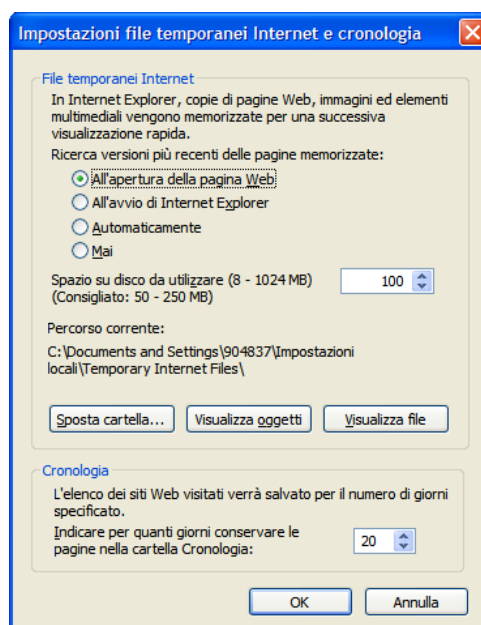 Impostazioni file temporanei Internet e cronologia
File temporanei Internet
In Internet Explorer, copie di pagine Web, immagini ed elementi
multimediali vengono memorizzate per una successiva
visualizzazione rapida.
Ricerca versioni più recenti delle pagine memorizzate:
All'apertura della pagina Web
All'avvio di Internet Explorer
Automaticamente
Mai
Spazio su disco da utilizzare (8 - 1024 MB) 100
(Consigliato: 50 - 250 MB)
Percorso corrente:
C:\Documents and Settings\904837\Impostazioni
locali\Temporary Internet Files\
Sposta cartella... Visualizza oggetti Visualizza file
Cronologia
L'elenco dei siti Web visitati verrà salvato per il numero di giorni
specificato.
Indicare per quanti giorni conservare le
pagine nella cartella Cronologia: 20
OK Annulla